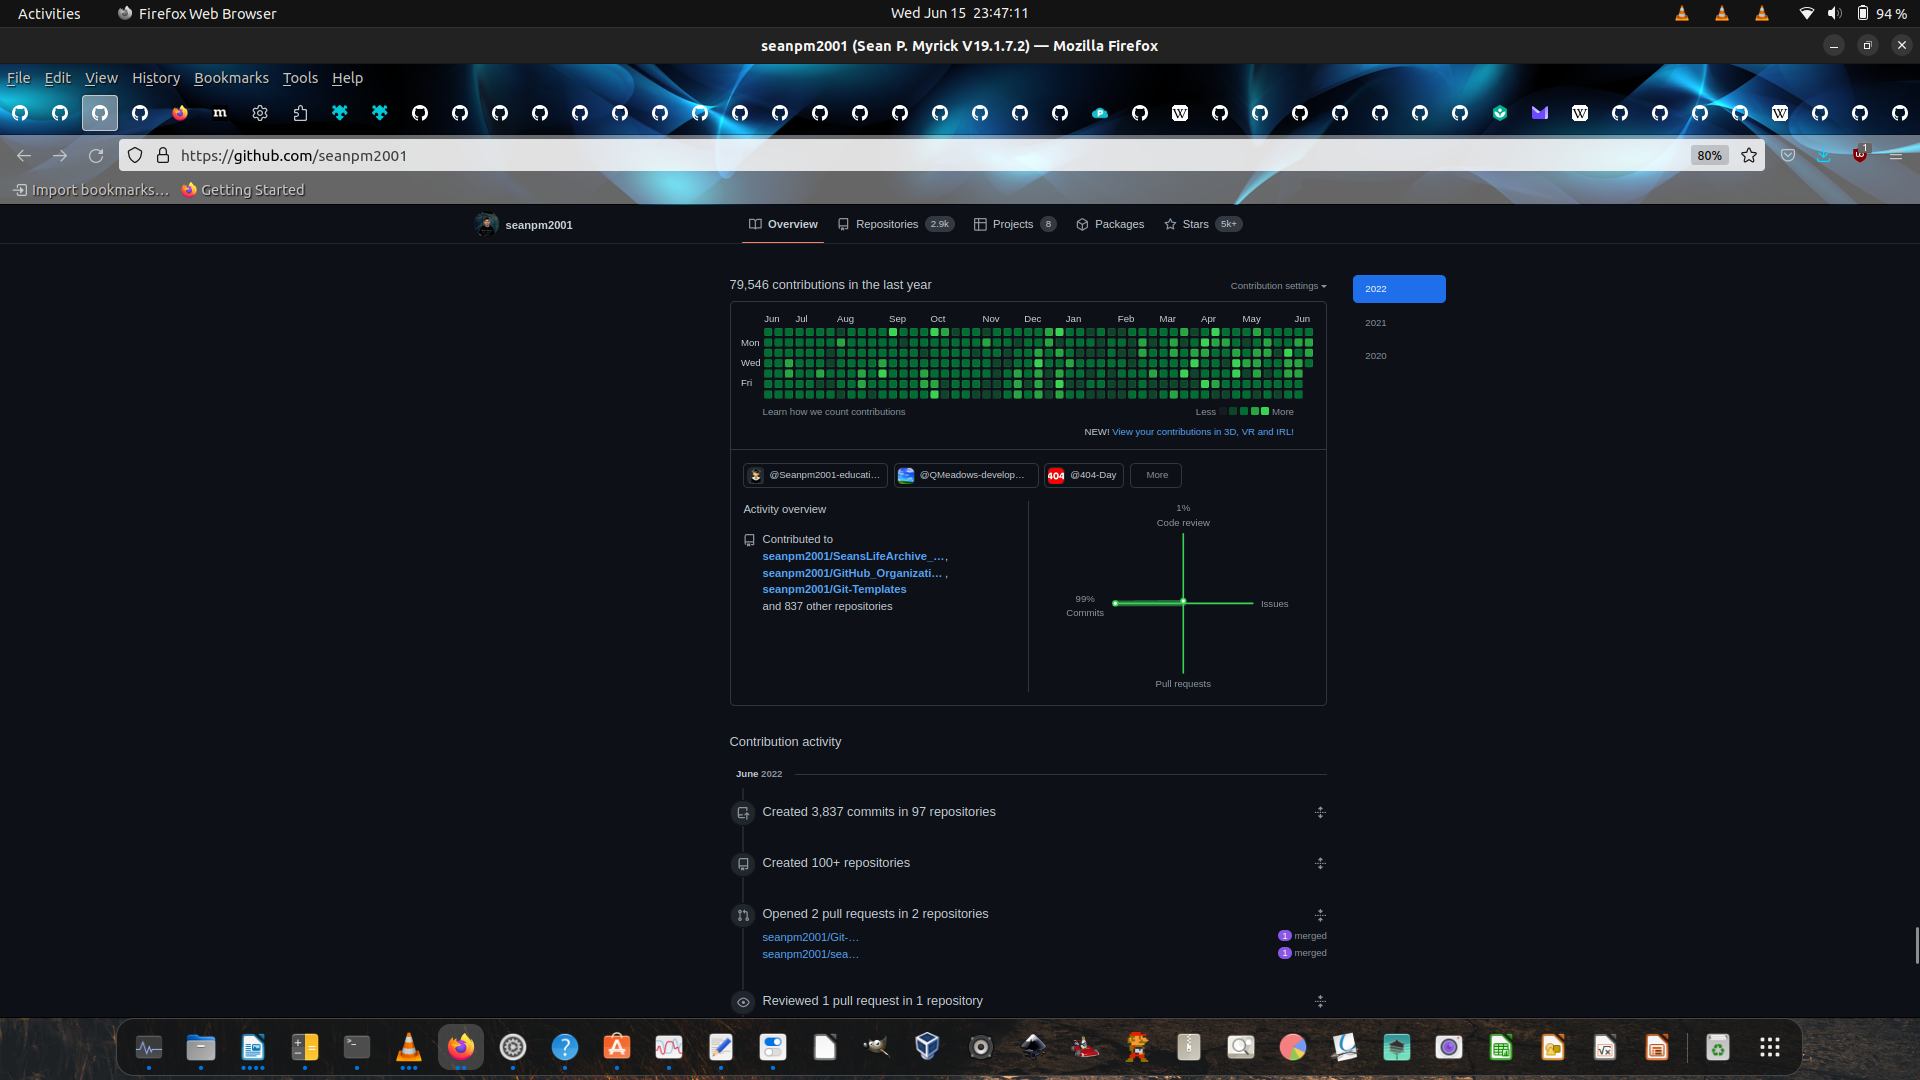 Activities
Firefox Web Browser
Wed Jun 15 23:47:11
94 %
seanpm2001 (Sean P. Myrick V19.1.7.2) — Mozilla Firefox
File Edit View History Bookmarks Tools Help
https://github.com/seanpm2001
80%
1
Import bookmarks...
Getting Started
seanpm2001
Overview
Repositories 2.9k
Projects 8
Packages
Stars 5k+
79,546 contributions in the last year
Contribution settings
2022
2021
2020
Jun Jul Aug Sep Oct Nov Dec Jan Feb Mar Apr May Jun
Mon
Wed
Fri
Learn how we count contributions
Less
More
NEW! View your contributions in 3D, VR and IRL!
@Seanpm2001-educati...
@QMeadows-develop...
404 @404-Day
More
Activity overview
Contributed to
seanpm2001/SeansLifeArchive_...,
seanpm2001/GitHub_Organizati... ,
seanpm2001/Git-Templates
and 837 other repositories
1%
Code review
99%
Commits
Issues
Pull requests
Contribution activity
June 2022
Created 3,837 commits in 97 repositories
Created 100+ repositories
Opened 2 pull requests in 2 repositories
seanpm2001/Git-...
1 merged
seanpm2001/sea...
1 merged
Reviewed 1 pull request in 1 repository